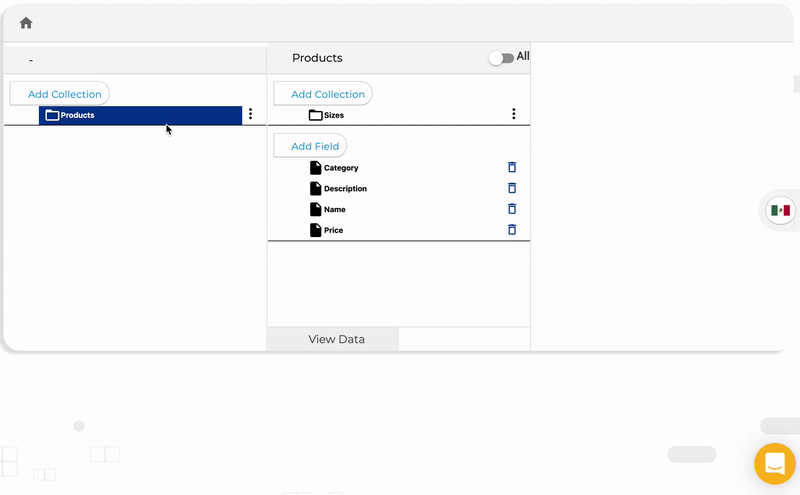 -
Products
All
Add Collection
Products
Add Collection
Sizes
Add Field
Category
Description
Name
Price
View Data